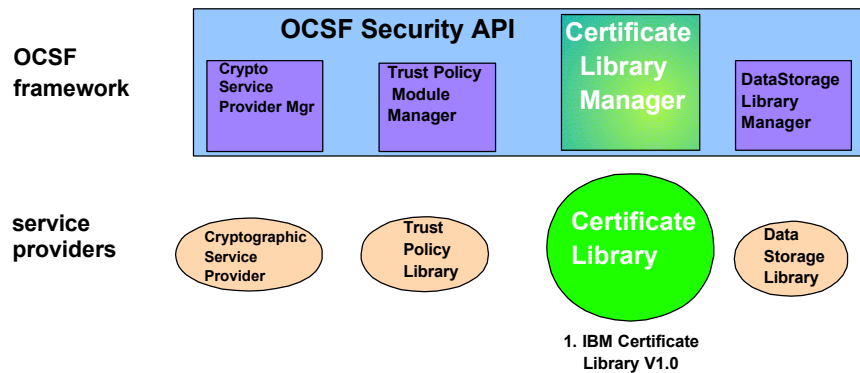 OCSF Security API
OCSF
framework
Crypto
Service
Provider Mgr
Trust Policy
Module
Manager
Certificate
Library
Manager
DataStorage
Library
Manager
service
providers
Cryptographic
Service
Provider
Trust
Policy
Library
Certificate
Library
Data
Storage
Library
1. IBM Certificate
Library V1.0